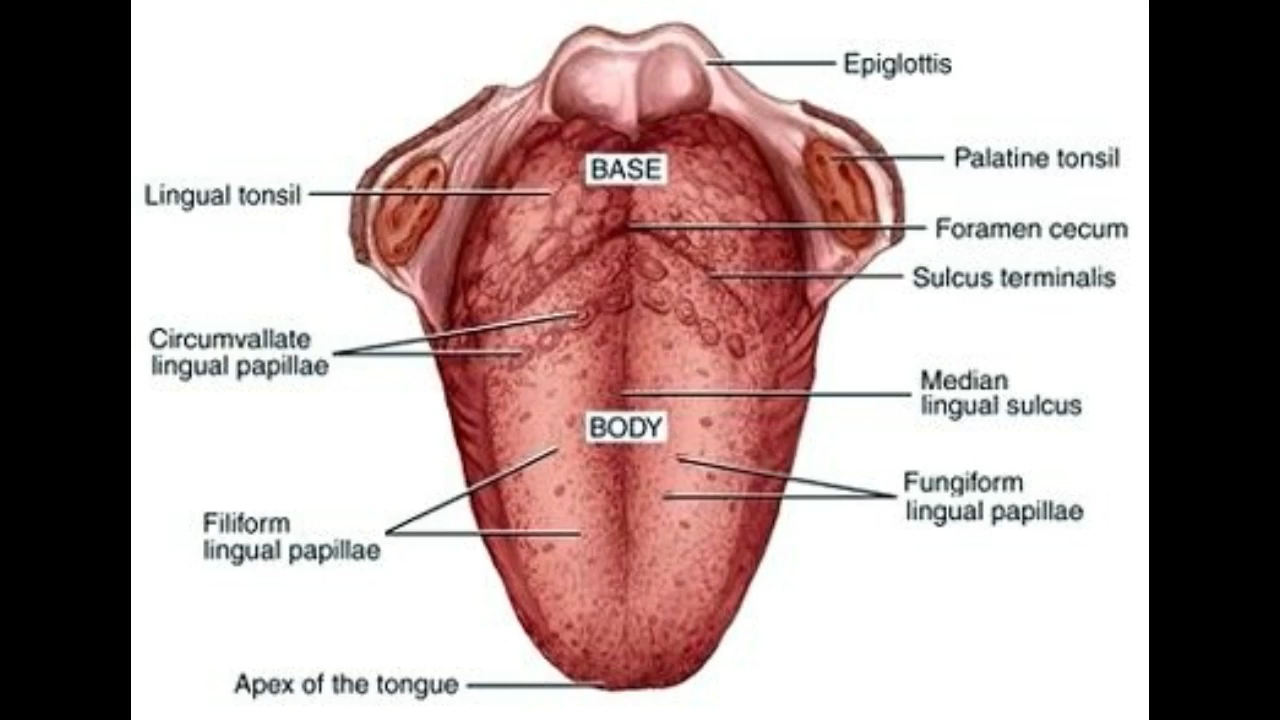 Epiglottis
BASE
Palatine tonsil
Lingual tonsil
Foramen cecum
Sulcus terminalis
Circumvallate
lingual papillae
Median
lingual sulcus
BODY
Fungiform
lingual papillae
Filiform
lingual papillae
Apex of the tongue